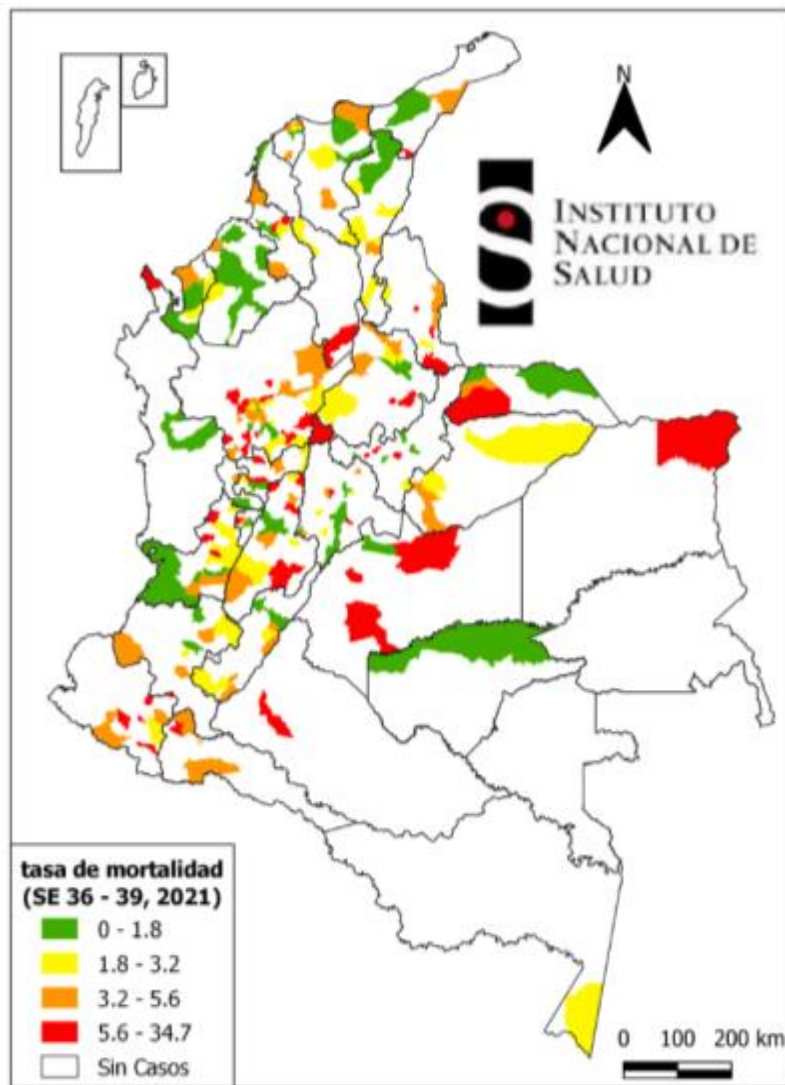 N
INSTITUTO
NACIONAL DE
SALUD
tasa de mortalidad
(SE 36 - 39, 2021)
0 - 1.8
1.8 - 3.2
3.2 - 5.6
5.6 - 34.7
Sin Casos
0 100 200 km